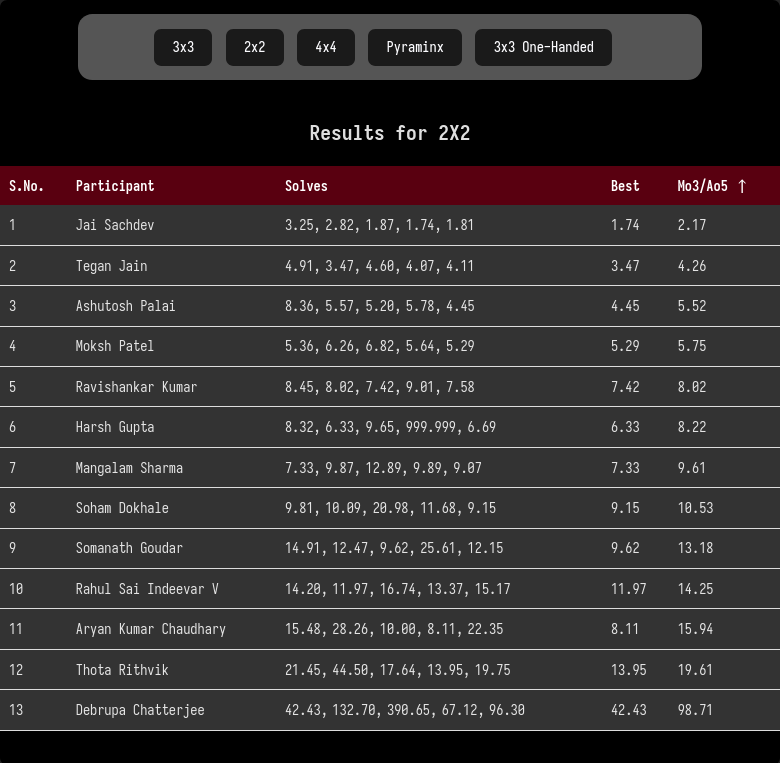 3x3 2x2 4x4 Pyraminx 3x3 One-Handed
Results for 2X2
S.No. Participant Solves Best Mo3/Ao5 ↑
1 Jai Sachdev 3.25, 2.82, 1.87, 1.74, 1.81 1.74 2.17
2 Tegan Jain 4.91, 3.47, 4.60, 4.07, 4.11 3.47 4.26
3 Ashutosh Palai 8.36, 5.57, 5.20, 5.78, 4.45 4.45 5.52
4 Moksh Patel 5.36, 6.26, 6.82, 5.64, 5.29 5.29 5.75
5 Ravishankar Kumar 8.45, 8.02, 7.42, 9.01, 7.58 7.42 8.02
6 Harsh Gupta 8.32, 6.33, 9.65, 999.999, 6.69 6.33 8.22
7 Mangalam Sharma 7.33, 9.87, 12.89, 9.89, 9.07 7.33 9.61
8 Soham Dokhale 9.81, 10.09, 20.98, 11.68, 9.15 9.15 10.53
9 Somanath Goudar 14.91, 12.47, 9.62, 25.61, 12.15 9.62 13.18
10 Rahul Sai Indeevar V 14.20, 11.97, 16.74, 13.37, 15.17 11.97 14.25
11 Aryan Kumar Chaudhary 15.48, 28.26, 10.00, 8.11, 22.35 8.11 15.94
12 Thota Rithvik 21.45, 44.50, 17.64, 13.95, 19.75 13.95 19.61
13 Debrupa Chatterjee 42.43, 132.70, 390.65, 67.12, 96.30 42.43 98.71